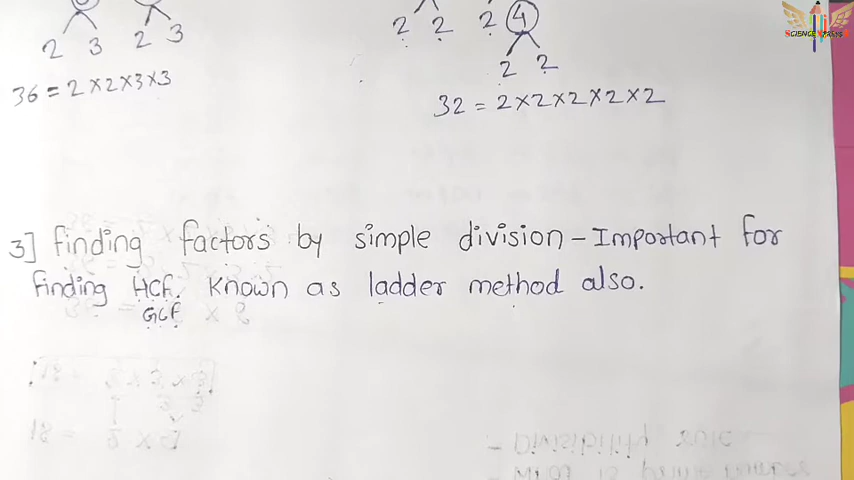 2 3 2 3
36 = 2×2×3×3
2 2 2 4
2 2
32 = 2×2×2×2×2
3] Finding factors by simple division - Important for
finding HCF. Known as ladder method also.
GCF